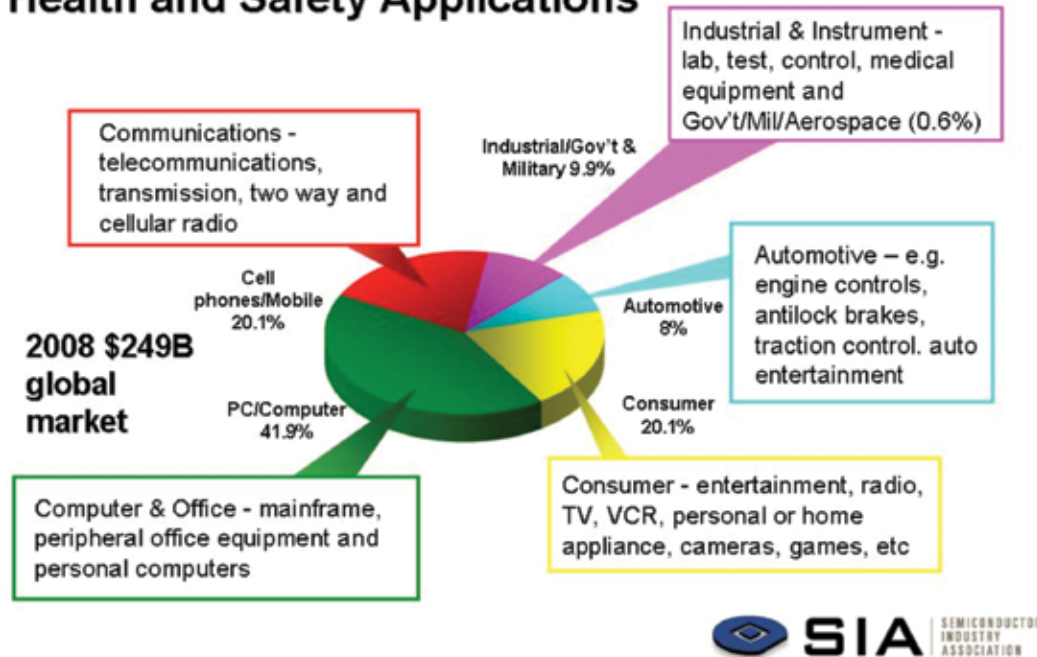 Health and Safety Applications
Industrial & Instrument -
lab, test, control, medical
equipment and
Gov't/Mil/Aerospace (0.6%)
Communications -
telecommunications,
transmission, two way and
cellular radio
Industrial/Gov't &
Military 9.9%
Automotive – e.g.
engine controls,
antilock brakes,
traction control. auto
entertainment
Cell
phones/Mobile
20.1%
Automotive
8%
2008 $249B
global
market
PC/Computer
41.9%
Consumer
20.1%
Computer & Office - mainframe,
peripheral office equipment and
personal computers
Consumer - entertainment, radio,
TV, VCR, personal or home
appliance, cameras, games, etc
SIA
SEMICONDUCTOR
INDUSTRY
ASSOCIATION